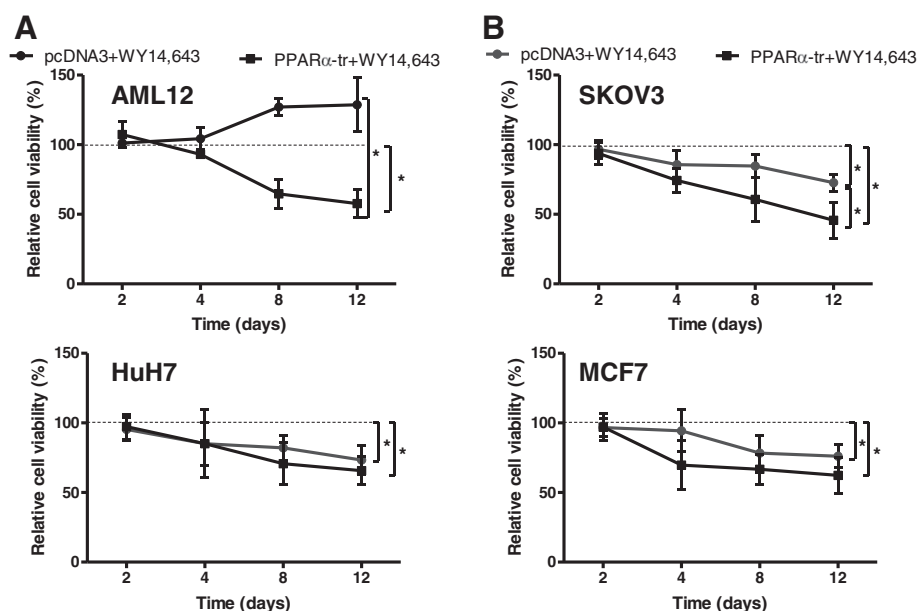 A
pcDNA3+WY14,643
PPARα-tr+WY14,643
Relative cell viability (%)
150
100
50
0
AML12
*
*
2 4 8 12
Time (days)
Relative cell viability (%)
150
100
50
0
HuH7
*
*
2 4 8 12
Time (days)
B
pcDNA3+WY14,643
PPARα-tr+WY14,643
Relative cell viability (%)
150
100
50
0
SKOV3
*
*
*
2 4 8 12
Time (days)
Relative cell viability (%)
150
100
50
0
MCF7
*
*
2 4 8 12
Time (days)